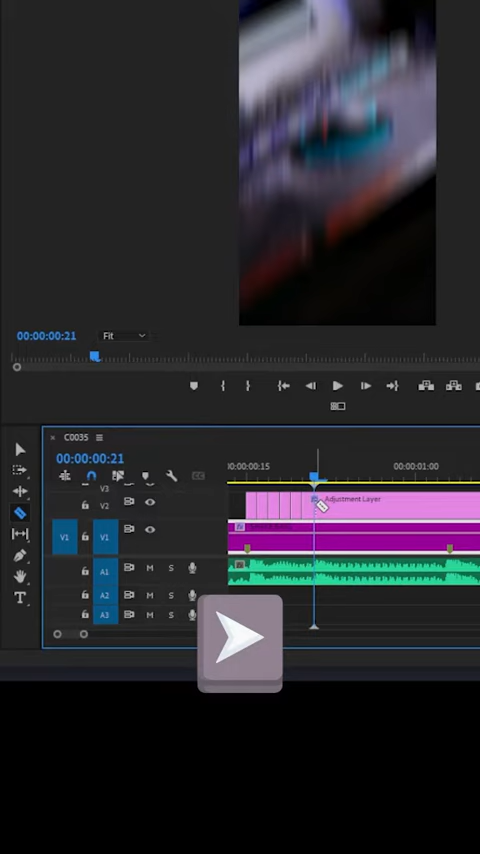 00:00:00:21
Fit
× C0035
00:00:00:21
00:00:00:15
00:00:01:00
V3
V2
Adjustment Layer
V1 V1
A1 M S
A2 M S
A3 M S
T